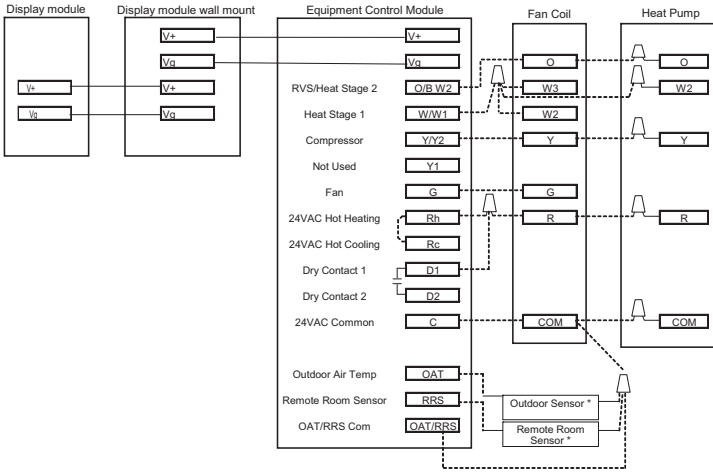 Display module
Display module wall mount
Equipment Control Module
Fan Coil
Heat Pump
V+
V+
Vg
Vg
O
O
V+
V+
RVS/Heat Stage 2
O/B W2
W3
W2
Vg
Vg
Heat Stage 1
W/W1
W2
Compressor
Y/Y2
Y
Y
Not Used
Y1
Fan
G
G
24VAC Hot Heating
Rh
R
R
24VAC Hot Cooling
Rc
Dry Contact 1
D1
Dry Contact 2
D2
24VAC Common
C
COM
COM
Outdoor Air Temp
OAT
Remote Room Sensor
RRS
Outdoor Sensor *
OAT/RRS Com
OAT/RRS
Remote Room
Sensor *